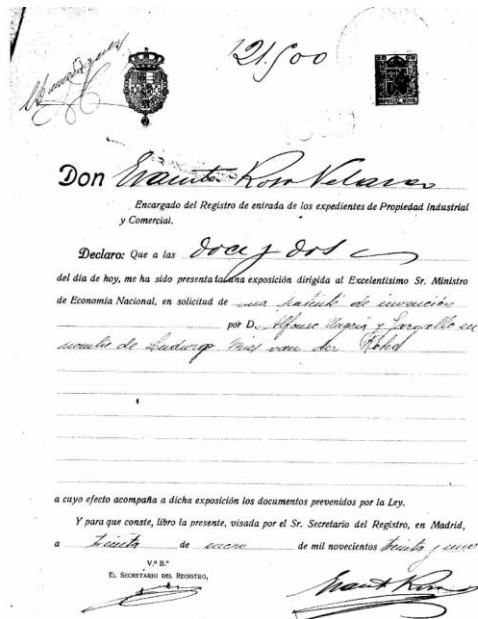 121.500
Don Evaristo Rosa Velasco
Encargado del Registro de entrada de los expedientes de Propiedad Industrial
y Comercial.
Declaro: Que a las doce y dos
del día de hoy, me ha sido presentada una exposición dirigida al Excelentísimo Sr. Ministro
de Economía Nacional, en solicitud de una patente de invención
por D. Alfonso y en
nombre de Ludwig Mies van der Rohe
a cuyo efecto acompaña a dicha exposición los documentos prevenidos por la Ley.
Y para que conste, libro la presente, visada por el Sr. Secretario del Registro, en Madrid,
a treinta de enero de mil novecientos treinta y uno
V.º B.º
EL SECRETARIO DEL REGISTRO,